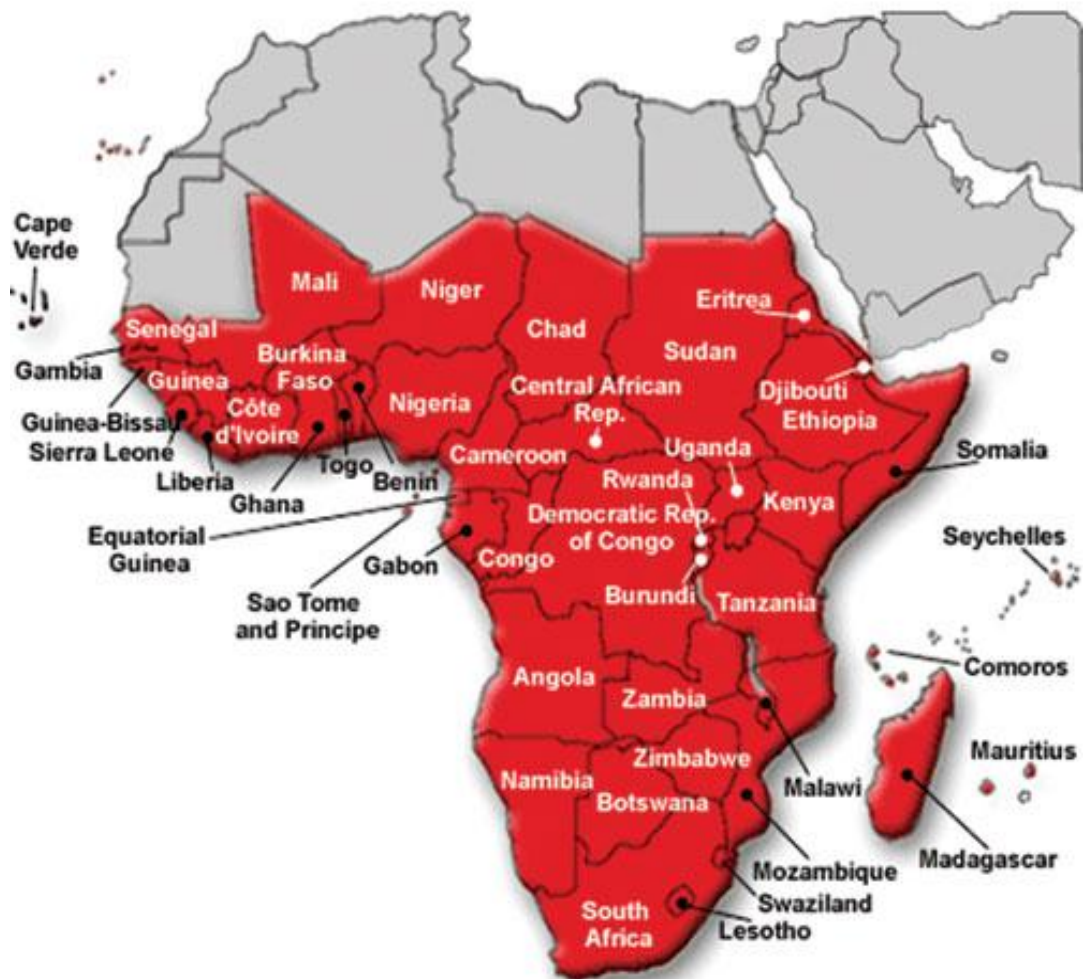 Cape
Verde
Mali
Niger
Chad
Sudan
Eritrea
Senegal
Gambia
Guinea
Burkina
Faso
Nigeria
Central African
Rep.
Djibouti
Ethiopia
Guinea-Bissau
Côte
d'Ivoire
Sierra Leone
Liberia
Ghana
Togo
Benin
Cameroon
Uganda
Somalia
Rwanda
Kenya
Equatorial
Guinea
Gabon
Congo
Democratic Rep.
of Congo
Seychelles
Burundi
Tanzania
Sao Tome
and Principe
Comoros
Angola
Zambia
Malawi
Mauritius
Namibia
Zimbabwe
Botswana
Madagascar
Mozambique
Swaziland
Lesotho
South
Africa